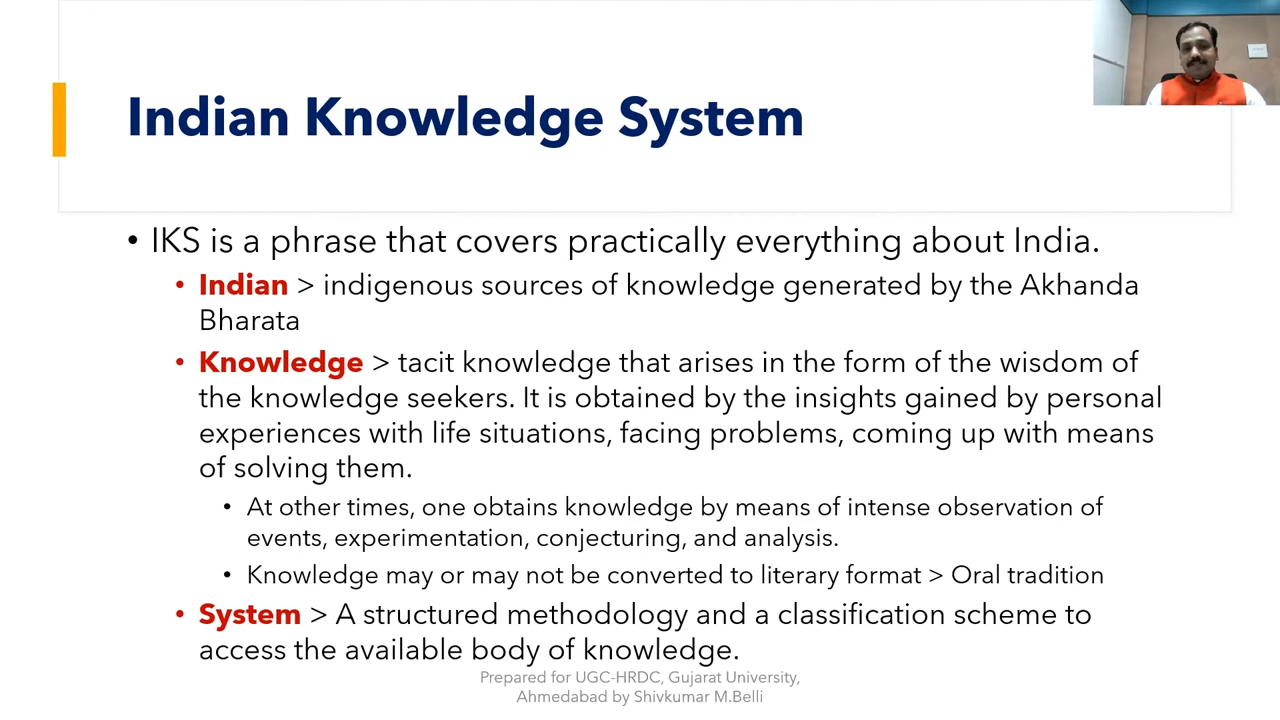 Indian Knowledge System
• IKS is a phrase that covers practically everything about India.
• Indian > indigenous sources of knowledge generated by the Akhanda
Bharata
• Knowledge > tacit knowledge that arises in the form of the wisdom of
the knowledge seekers. It is obtained by the insights gained by personal
experiences with life situations, facing problems, coming up with means
of solving them.
• At other times, one obtains knowledge by means of intense observation of
events, experimentation, conjecturing, and analysis.
• Knowledge may or may not be converted to literary format > Oral tradition
• System > A structured methodology and a classification scheme to
access the available body of knowledge.
Prepared for UGC-HRDC, Gujarat University,
Ahmedabad by Shivkumar M.Belli